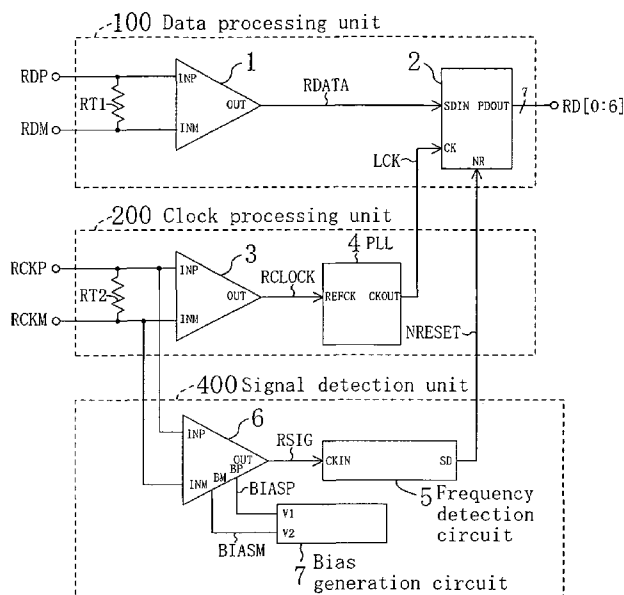 100 Data processing unit
RDP
RDM
RT1
INP
INM
OUT
1
RDATA
2
SDIN
PDOUT
CK
NR
7
RD[0:6]
LCK
200 Clock processing unit
RCKP
RCKM
RT2
INP
INM
OUT
3
RCLOCK
4 PLL
REFCK
CKOUT
NRESET
400 Signal detection unit
6
INP
INM
OUT
BM
BP
RSIG
CKIN
SD
5 Frequency
detection
circuit
BIASP
BIASM
V1
V2
7 Bias
generation circuit